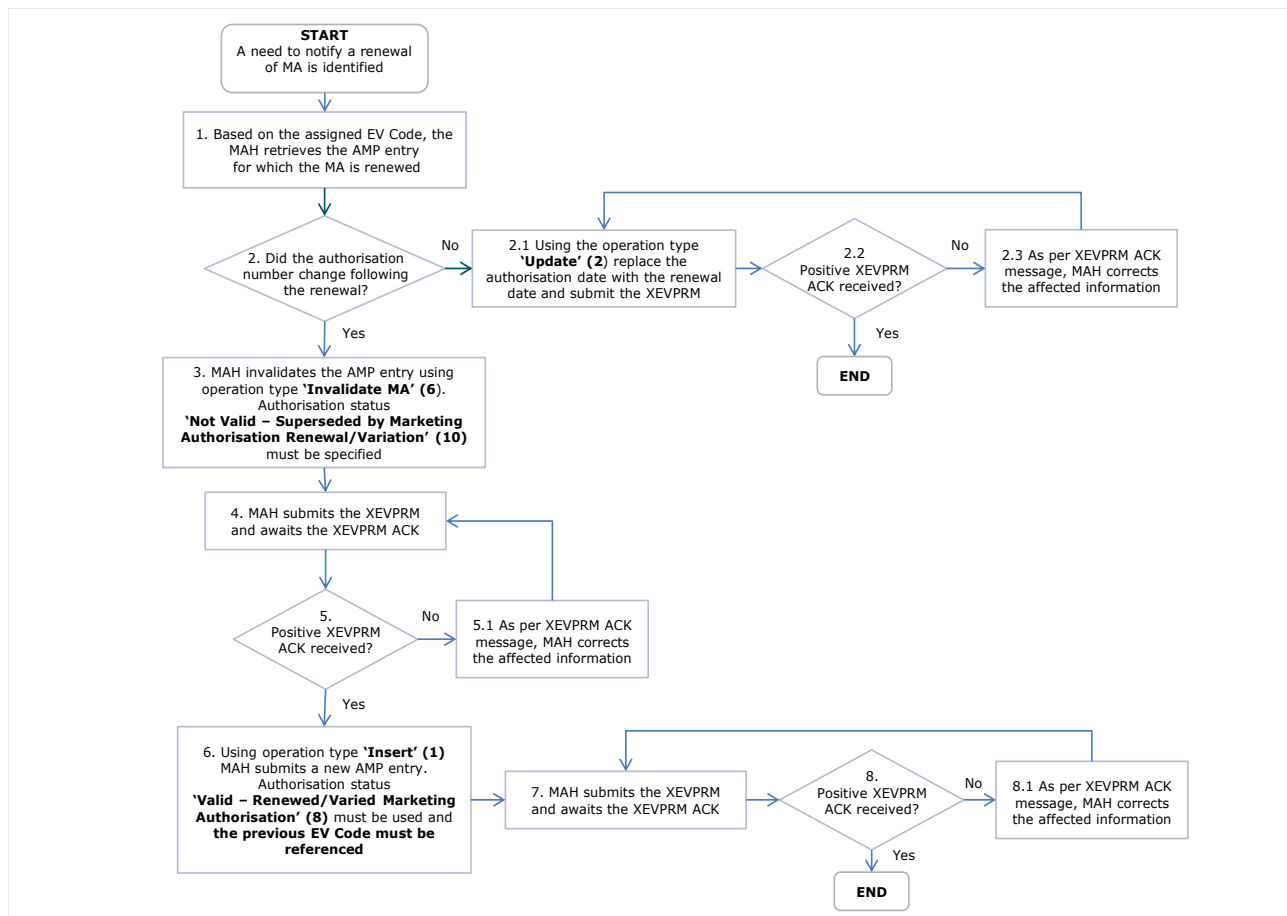 START
A need to notify a renewal
of MA is identified
1. Based on the assigned EV Code, the
MAH retrieves the AMP entry
for which the MA is renewed
2. Did the authorisation
number change following
the renewal?
No
2.1 Using the operation type
‘Update’ (2) replace the
authorisation date with the renewal
date and submit the XEVPRM
2.2
Positive XEVPRM
ACK received?
No
2.3 As per XEVPRM ACK
message, MAH corrects
the affected information
Yes
END
Yes
3. MAH invalidates the AMP entry using
operation type ‘Invalidate MA’ (6).
Authorisation status
‘Not Valid – Superseded by Marketing
Authorisation Renewal/Variation’ (10)
must be specified
4. MAH submits the XEVPRM
and awaits the XEVPRM ACK
5.
Positive XEVPRM
ACK received?
No
5.1 As per XEVPRM ACK
message, MAH corrects
the affected information
Yes
6. Using operation type ‘Insert’ (1)
MAH submits a new AMP entry.
Authorisation status
‘Valid – Renewed/Varied Marketing
Authorisation’ (8) must be used and
the previous EV Code must be
referenced
7. MAH submits the XEVPRM
and awaits the XEVPRM ACK
8.
Positive XEVPRM
ACK received?
No
8.1 As per XEVPRM ACK
message, MAH corrects
the affected information
Yes
END